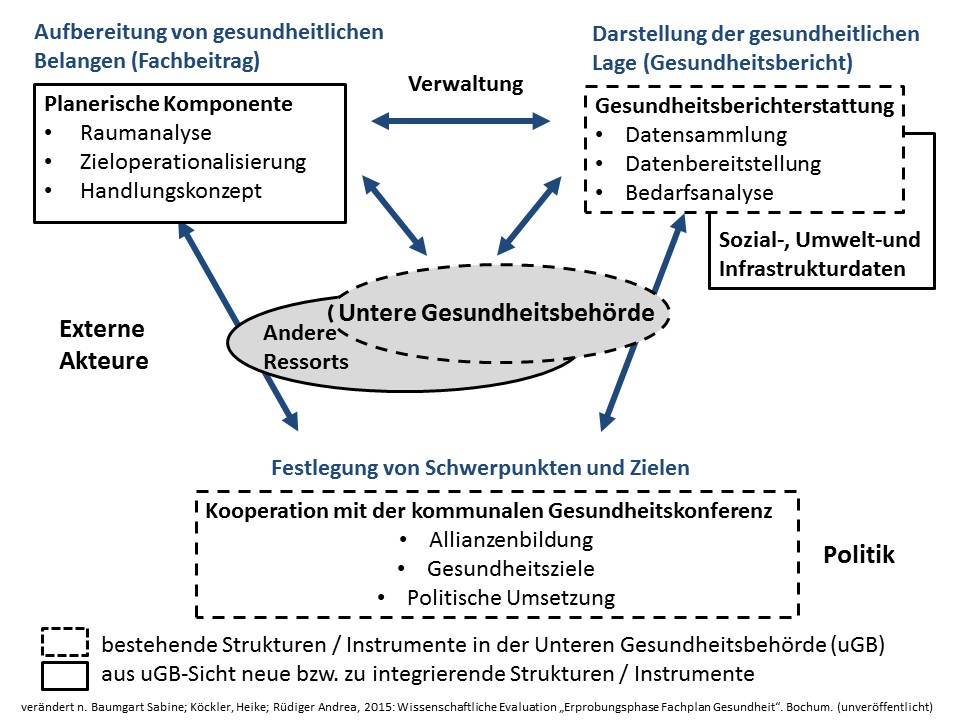 Aufbereitung von gesundheitlichen
Belangen (Fachbeitrag)
Planerische Komponente
• Raumanalyse
• Zieloperationalisierung
• Handlungskonzept
Verwaltung
Darstellung der gesundheitlichen
Lage (Gesundheitsbericht)
Gesundheitsberichterstattung
• Datensammlung
• Datenbereitstellung
• Bedarfsanalyse
Sozial-, Umwelt-und
Infrastrukturdaten
Untere Gesundheitsbehörde
Andere
Ressorts
Externe
Akteure
Festlegung von Schwerpunkten und Zielen
Kooperation mit der kommunalen Gesundheitskonferenz
• Allianzenbildung
• Gesundheitsziele
• Politische Umsetzung
Politik
bestehende Strukturen / Instrumente in der Unteren Gesundheitsbehörde (uGB)
aus uGB-Sicht neue bzw. zu integrierende Strukturen / Instrumente
verändert n. Baumgart Sabine; Köckler, Heike; Rüdiger Andrea, 2015: Wissenschaftliche Evaluation „Erprobungsphase Fachplan Gesundheit“. Bochum. (unveröffentlicht)